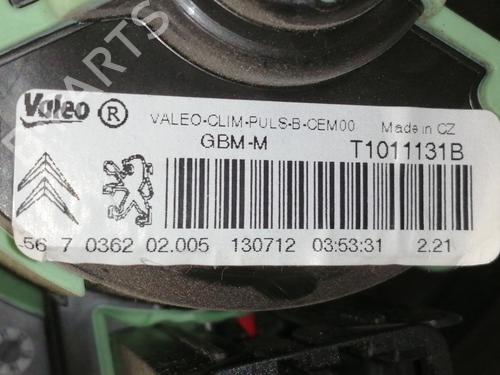 PARTS
Valeo ® VALEO-CLIM-PULS-B-CEM00 Made in CZ
GBM-M T1011131B
56 7 0362 02.005 130712 03:53:31 2.21